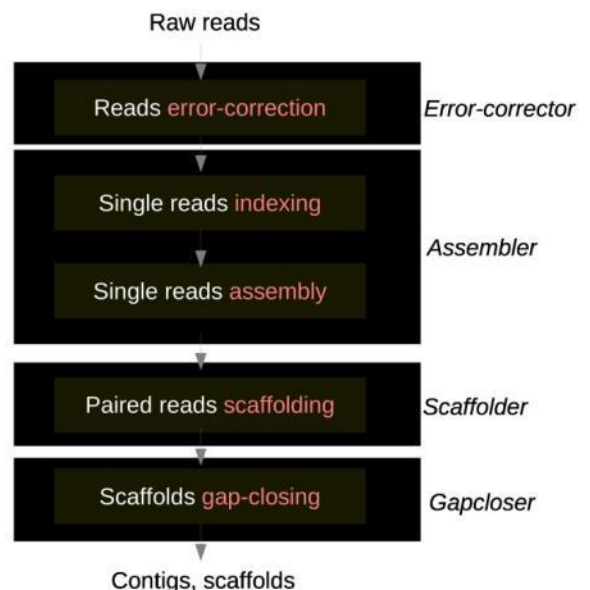 Raw reads
Reads error-correction
Error-corrector
Single reads indexing
Assembler
Single reads assembly
Paired reads scaffolding
Scaffolder
Scaffolds gap-closing
Gapcloser
Contigs, scaffolds